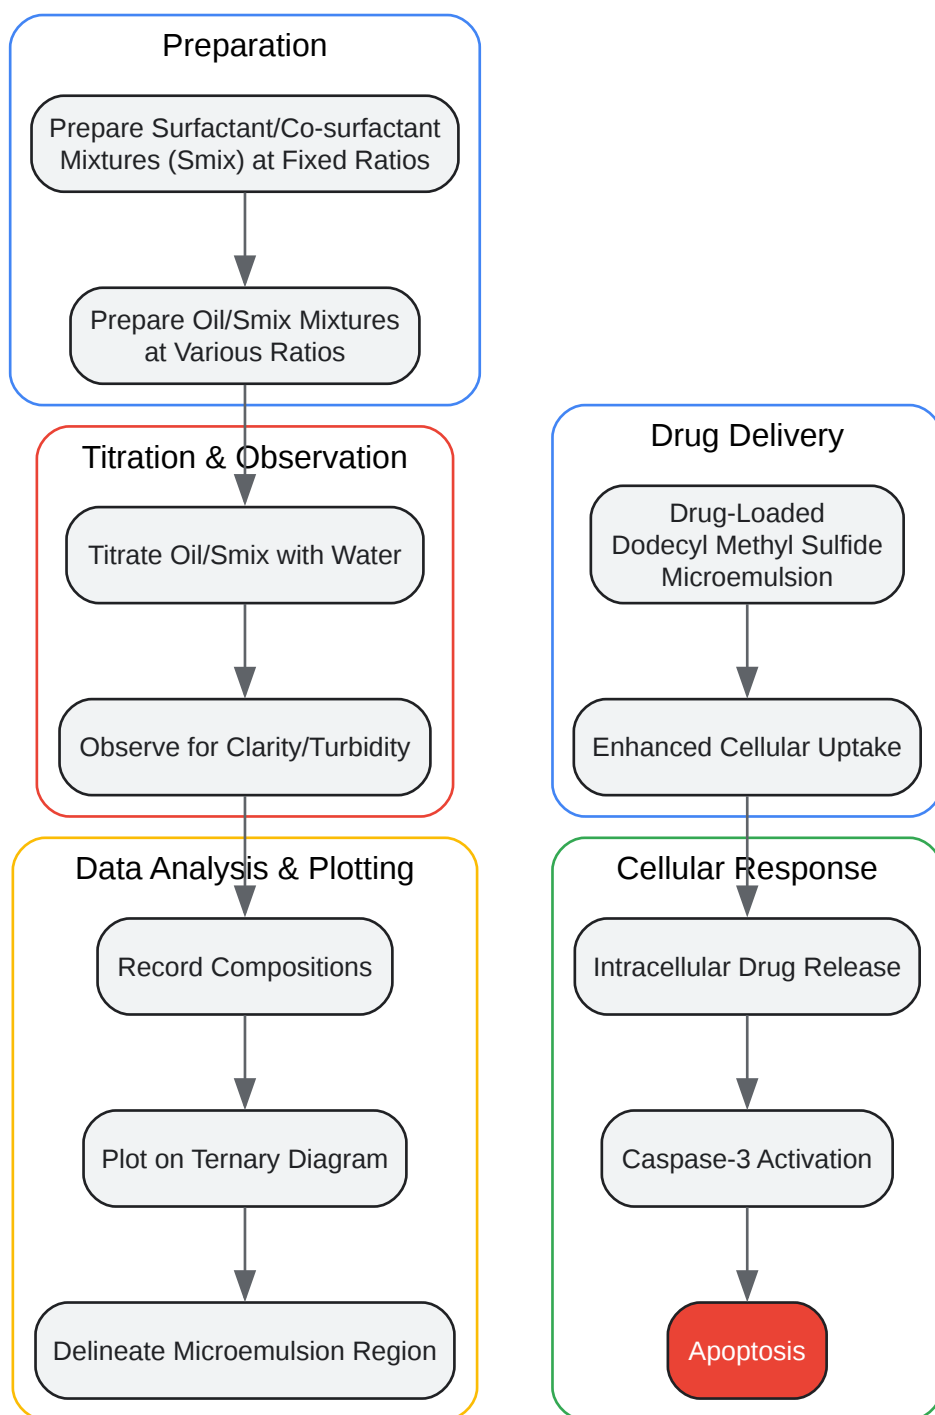 Preparation
Prepare Surfactant/Co-surfactant
Mixtures (Smix) at Fixed Ratios
Prepare Oil/Smix Mixtures
at Various Ratios
Titration & Observation
Titrate Oil/Smix with Water
Observe for Clarity/Turbidity
Data Analysis & Plotting
Record Compositions
Plot on Ternary Diagram
Delineate Microemulsion Region
Drug Delivery
Drug-Loaded
Dodecyl Methyl Sulfide
Microemulsion
Enhanced Cellular Uptake
Cellular Response
Intracellular Drug Release
Caspase-3 Activation
Apoptosis